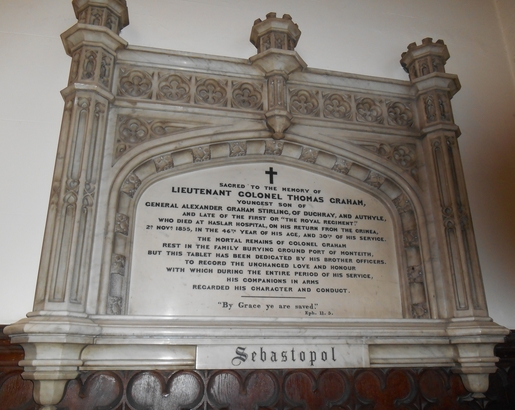 SACRED TO THE MEMORY OF
LIEUTENANT COLONEL THOMAS GRAHAM,
YOUNGEST SON OF
GENERAL ALEXANDER GRAHAM STIRLING, OF DUCHRAY, AND AUTHVLE,
AND LATE OF THE FIRST OR "THE ROYAL REGIMENT,"
WHO DIED AT HASLAR HOSPITAL, ON HIS RETURN FROM THE CRIMEA,
2ᴰ NOVᴿ 1855, IN THE 46ᵀᴴ YEAR OF HIS AGE, AND 30ᵀᴴ OF HIS SERVICE.
THE MORTAL REMAINS OF COLONEL GRAHAM
REST IN THE FAMILY BURYING GROUND PORT OF MONTEITH,
BUT THIS TABLET HAS BEEN DEDICATED BY HIS BROTHER OFFICERS,
TO RECORD THE UNCHANGED LOVE AND HONOUR
WITH WHICH DURING THE ENTIRE PERIOD OF HIS SERVICE,
HIS COMPANIONS IN ARMS
REGARDED HIS CHARACTER AND CONDUCT.
"By Grace ye are saved."
Eph. II. 8.
Sebastopol